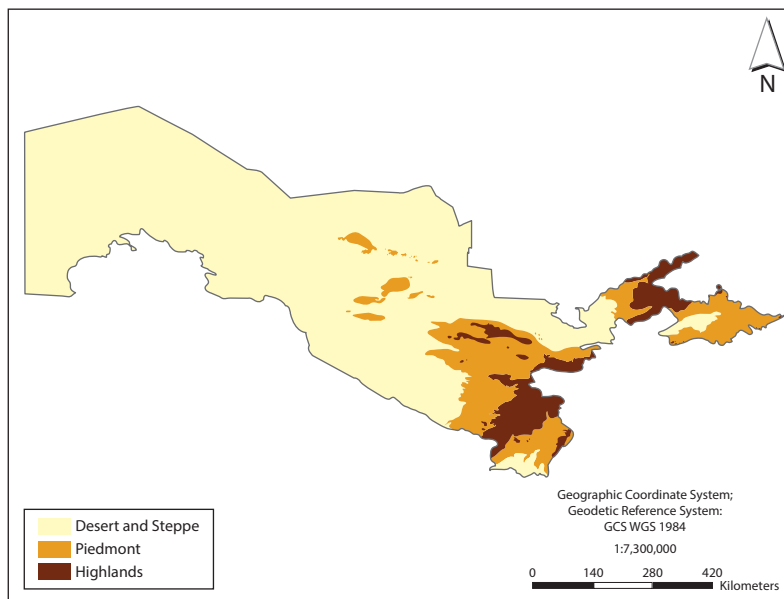 N
Desert and Steppe
Piedmont
Highlands
Geographic Coordinate System;
Geodetic Reference System:
GCS WGS 1984
1:7,300,000
0 140 280 420
Kilometers